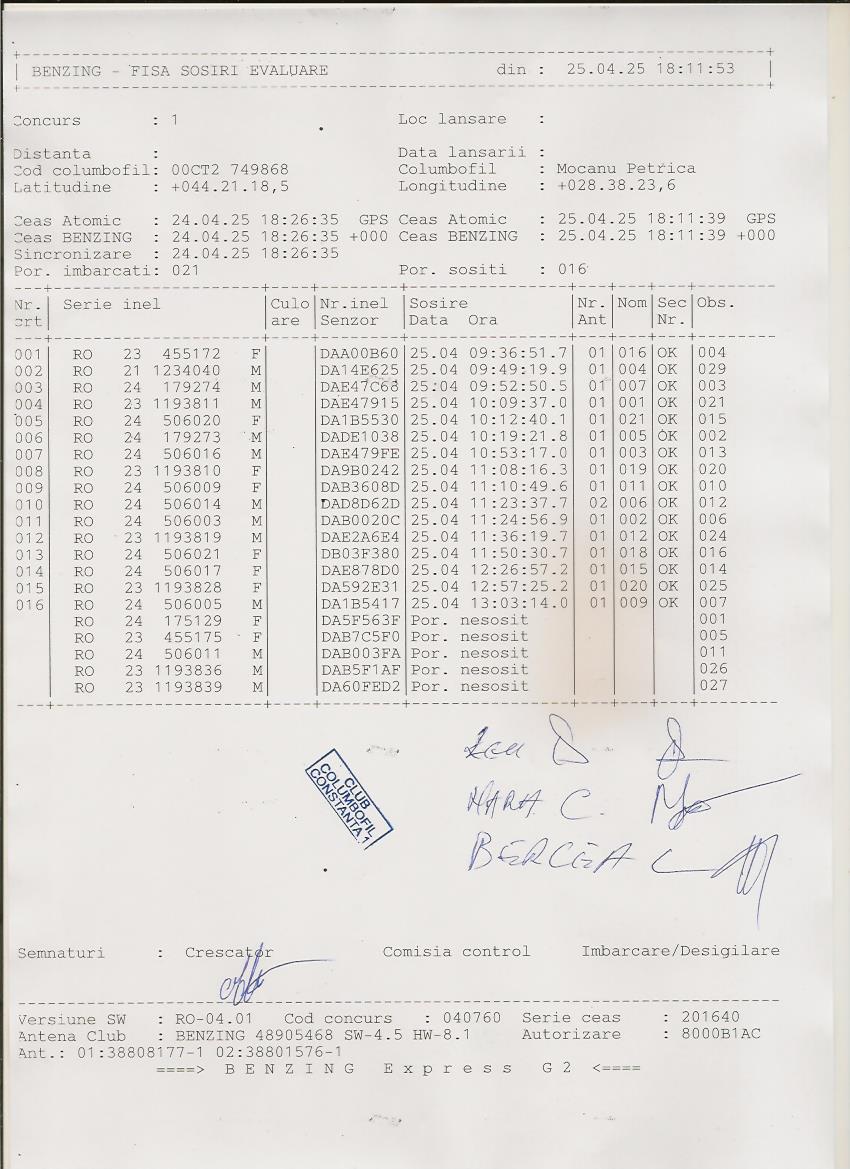 BENZING - FISA SOSIRI EVALUARE din : 25.04.25 18:11:53
Concurs : 1 Loc lansare :
Distanta : Data lansarii :
Cod columbofil: 00CT2 749868 Columbofil : Mocanu Petrica
Latitudine : +044.21.18,5 Longitudine : +028.38.23,6
Ceas Atomic : 24.04.25 18:26:35 GPS Ceas Atomic : 25.04.25 18:11:39 GPS
Ceas BENZING : 24.04.25 18:26:35 +000 Ceas BENZING : 25.04.25 18:11:39 +000
Sincronizare : 24.04.25 18:26:35
Por. imbarcati: 021 Por. sositi : 016
Nr. Serie inel Culo Nr.inel Sosire Nr. Nom Sec Obs.
crt are Senzor Data Ora Ant Nr.
001 RO 23 455172 F DAA00B60 25.04 09:36:51.7 01 016 OK 004
002 RO 21 1234040 M DA14E625 25.04 09:49:19.9 01 004 OK 029
003 RO 24 179274 M DAE47C68 25.04 09:52:50.5 01 007 OK 003
004 RO 23 1193811 M DAE47915 25.04 10:09:37.0 01 001 OK 021
005 RO 24 506020 F DA1B5530 25.04 10:12:40.1 01 021 OK 015
006 RO 24 179273 M DADE1038 25.04 10:19:21.8 01 005 OK 002
007 RO 24 506016 M DAE479FE 25.04 10:53:17.0 01 003 OK 013
008 RO 23 1193810 F DA9B0242 25.04 11:08:16.3 01 019 OK 020
009 RO 24 506009 F DAB3608D 25.04 11:10:49.6 01 011 OK 010
010 RO 24 506014 M DAD8D62D 25.04 11:23:37.7 02 006 OK 012
011 RO 24 506003 M DAB0020C 25.04 11:24:56.9 01 002 OK 006
012 RO 23 1193819 M DAE2A6E4 25.04 11:36:19.7 01 012 OK 024
013 RO 24 506021 F DB03F380 25.04 11:50:30.7 01 018 OK 016
014 RO 24 506017 F DAE878D0 25.04 12:26:57.2 01 015 OK 014
015 RO 23 1193828 F DA592E31 25.04 12:57:25.2 01 020 OK 025
016 RO 24 506005 M DA1B5417 25.04 13:03:14.0 01 009 OK 007
RO 24 175129 F DA5F563F Por. nesosit 001
RO 23 455175 F DAB7C5F0 Por. nesosit 005
RO 24 506011 M DAB003FA Por. nesosit 011
RO 23 1193836 M DAB5F1AF Por. nesosit 026
RO 23 1193839 M DA60FED2 Por. nesosit 027
CLUB
COLUMBOFIL
CONSTANTA 1
MARA C.
BERCEA
Semnaturi : Crescator Comisia control Imbarcare/Desigilare
Versiune SW : RO-04.01 Cod concurs : 040760 Serie ceas : 201640
Antena Club : BENZING 48905468 SW-4.5 HW-8.1 Autorizare : 8000B1AC
Ant.: 01:38808177-1 02:38801576-1
====> B E N Z I N G E x p r e s s G 2 <====